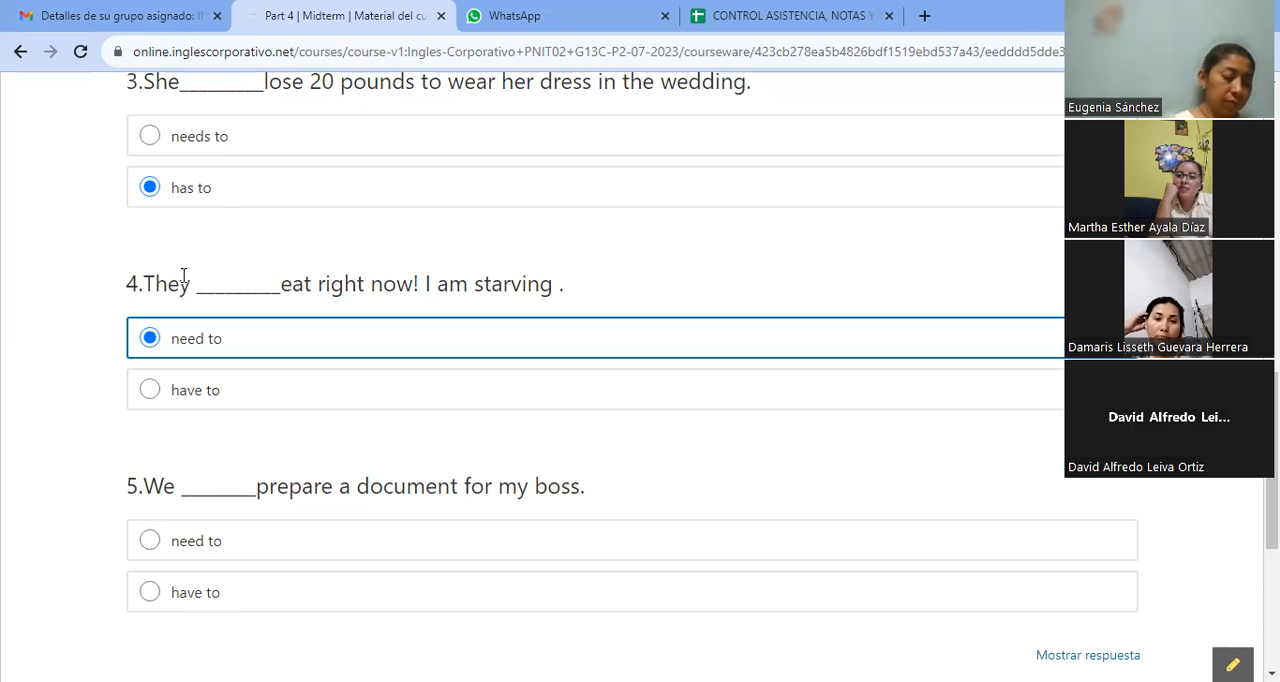 Detalles de su grupo asignado: I
Part 4 | Midterm | Material del cu
WhatsApp
CONTROL ASISTENCIA, NOTAS Y
online.inglescorporativo.net/courses/course-v1:Ingles-Corporativo+PNIT02+G13C-P2-07-2023/courseware/423cb278ea5b4826bdf1519ebd537a43/eedddd5dde3
3.She_________lose 20 pounds to wear her dress in the wedding.
needs to
has to
4.They _________eat right now! I am starving .
need to
have to
5.We ________prepare a document for my boss.
need to
have to
Mostrar respuesta
Eugenia Sánchez
Martha Esther Ayala Díaz
Damaris Lisseth Guevara Herrera
David Alfredo Lei...
David Alfredo Leiva Ortiz